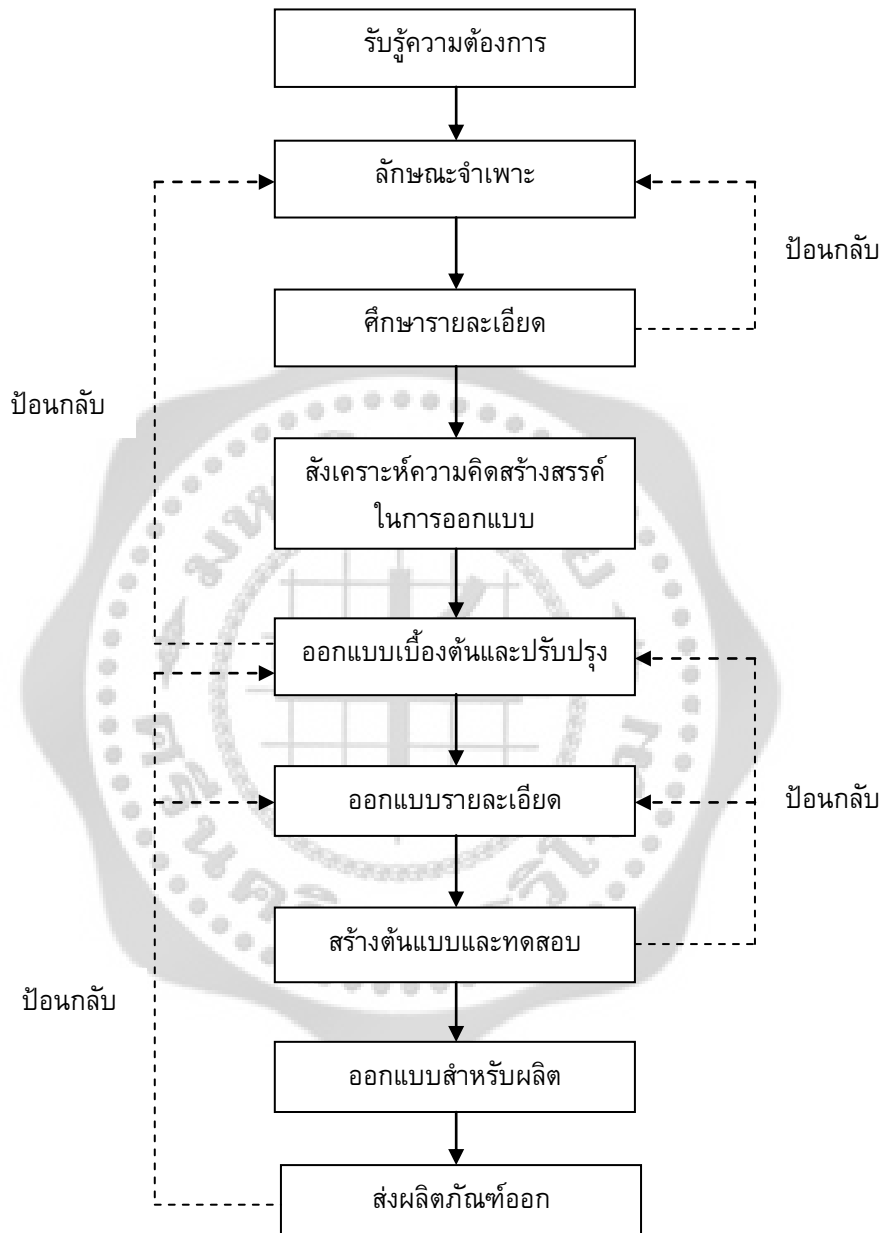 รับรู้ความต้องการ
ลักษณะจำเพาะ
ป้อนกลับ
ศึกษารายละเอียด
ป้อนกลับ
สังเคราะห์ความคิดสร้างสรรค์
ในการออกแบบ
ออกแบบเบื้องต้นและปรับปรุง
ออกแบบรายละเอียด
ป้อนกลับ
สร้างต้นแบบและทดสอบ
ป้อนกลับ
ออกแบบสำหรับผลิต
ส่งผลิตภัณฑ์ออก